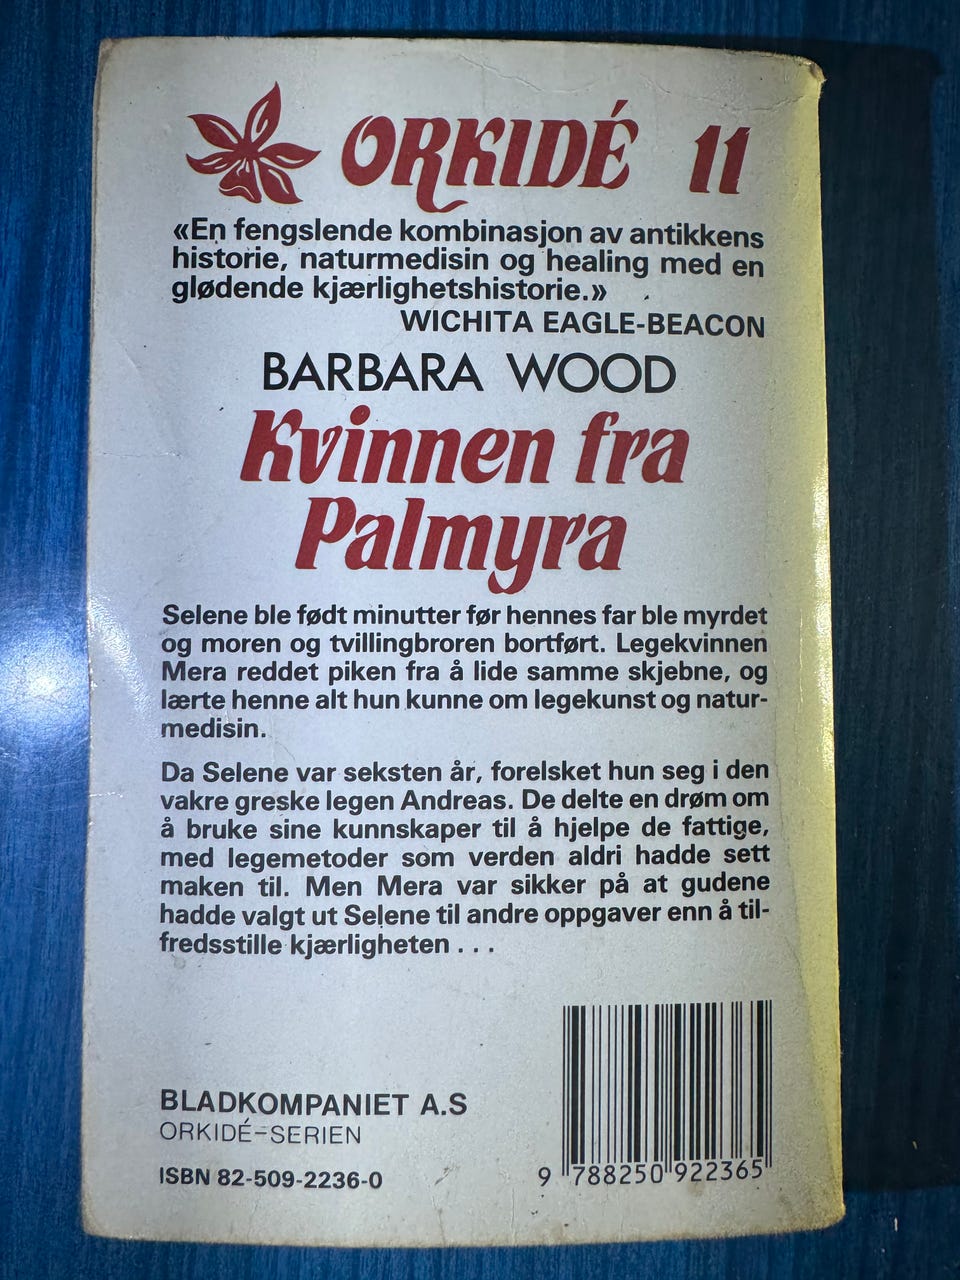 ORKIDÉ 11
«En fengslende kombinasjon av antikkens
historie, naturmedisin og healing med en
glødende kjærlighetshistorie.»
WICHITA EAGLE-BEACON
BARBARA WOOD
Kvinnen fra
Palmyra
Selene ble født minutter før hennes far ble myrdet
og moren og tvillingbroren bortført. Legekvinnen
Mera reddet piken fra å lide samme skjebne, og
lærte henne alt hun kunne om legekunst og natur-
medisin.
Da Selene var seksten år, forelsket hun seg i den
vakre greske legen Andreas. De delte en drøm om
å bruke sine kunnskaper til å hjelpe de fattige,
med legemetoder som verden aldri hadde sett
maken til. Men Mera var sikker på at gudene
hadde valgt ut Selene til andre oppgaver enn å til-
fredsstille kjærligheten . . .
BLADKOMPANIET A.S
ORKIDÉ-SERIEN
ISBN 82-509-2236-0
9 788250 922365